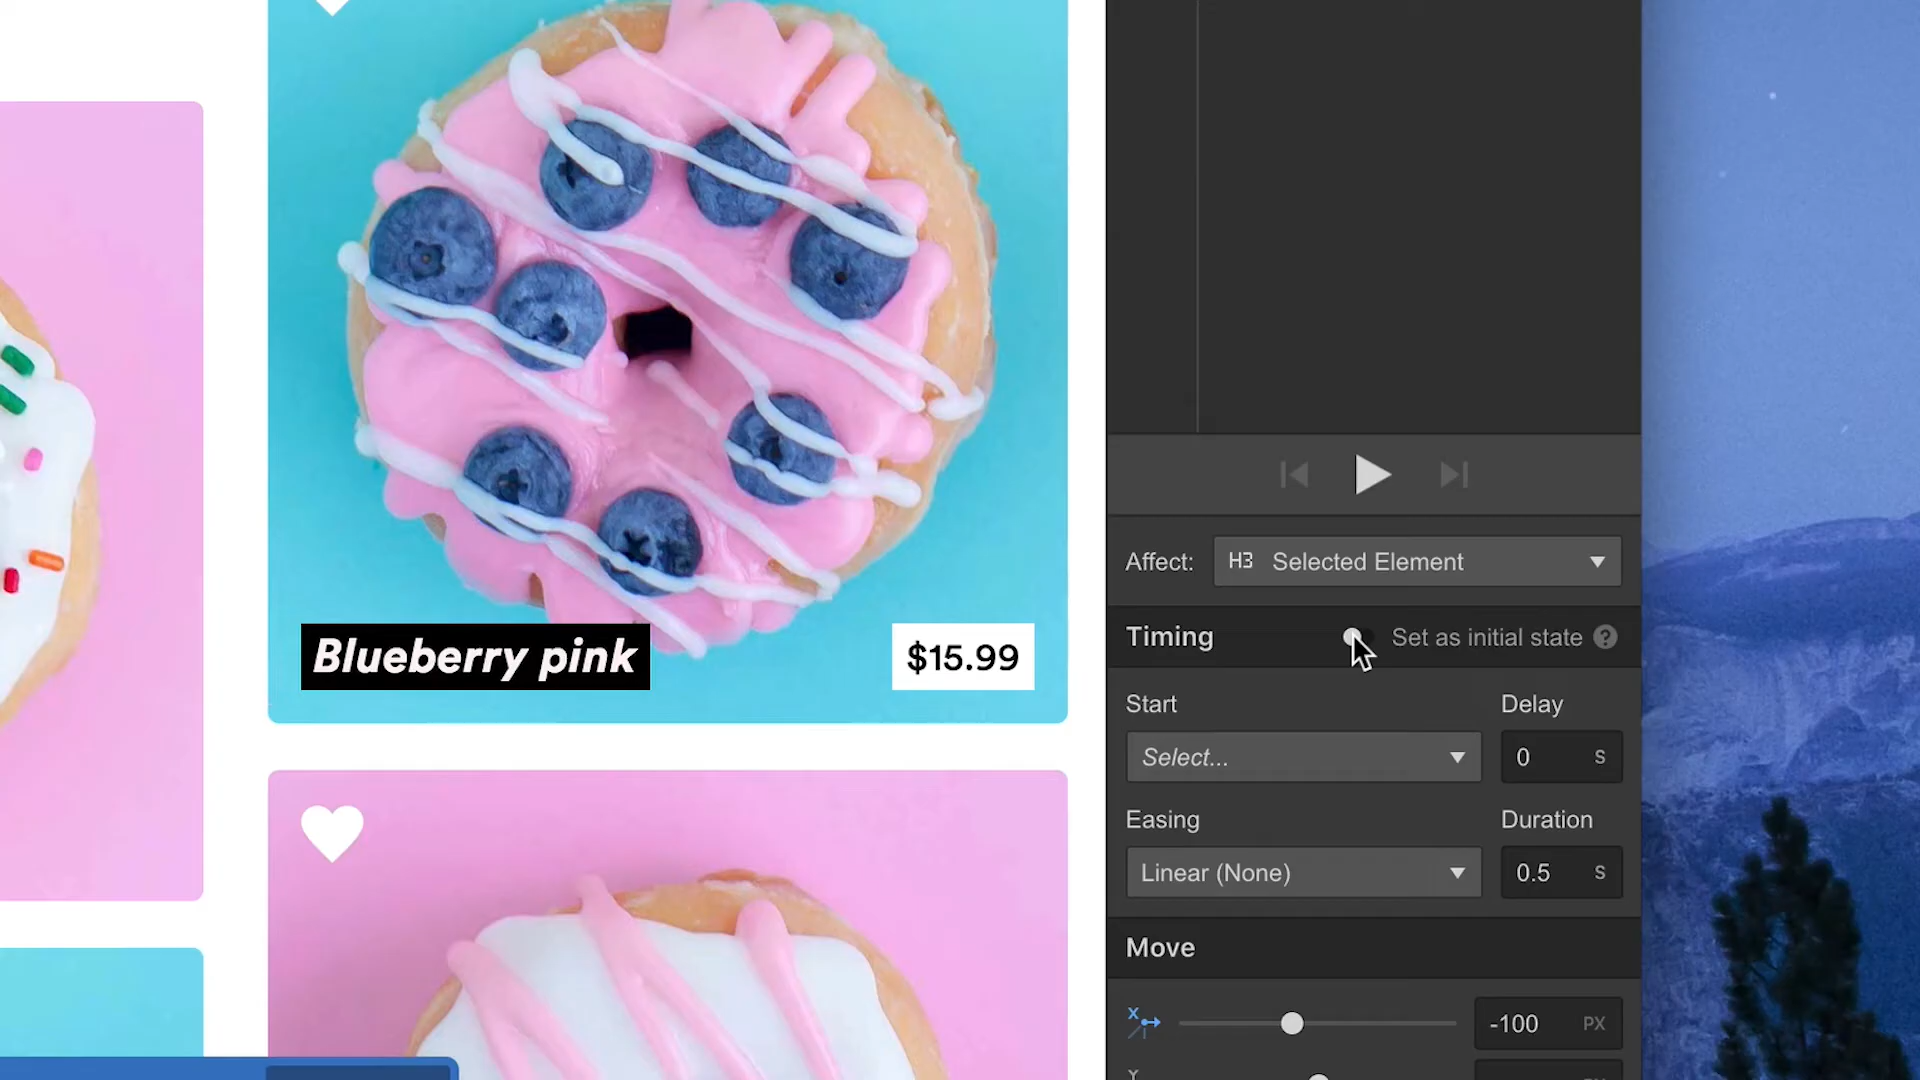 Blueberry pink
$15.99
Affect: H3 Selected Element
Timing Set as initial state ?
Start Delay
Select... 0 S
Easing Duration
Linear (None) 0.5 S
Move
X -100 PX
Y